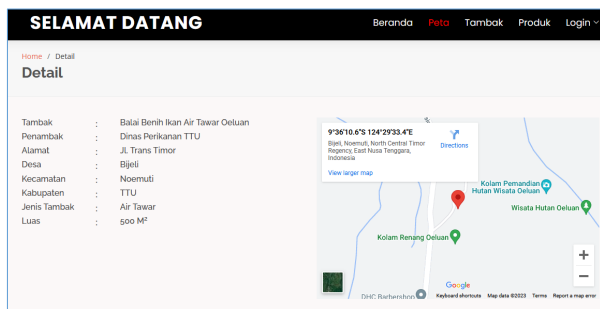 SELAMAT DATANG
Beranda Peta Tambak Produk Login
Home / Detail
Detail
Tambak : Balai Benih Ikan Air Tawar Oeluan
Penambak : Dinas Perikanan TTU
Alamat : JL Trans Timor
Desa : Bijeli
Kecamatan : Noemuti
Kabupaten : TTU
Jenis Tambak : Air Tawar
Luas : 500 M²
9°36'10.6"S 124°29'33.4"E
Bijeli, Noemuti, North Central Timor
Regency, East Nusa Tenggara,
Indonesia
Directions
View larger map
Kolam Pemandian
Hutan Wisata Oeluan
Wisata Hutan Oeluan
Kolam Renang Oeluan
DHC Barbershop
Google
Keyboard shortcuts Map data ©2023 Terms Report a map error